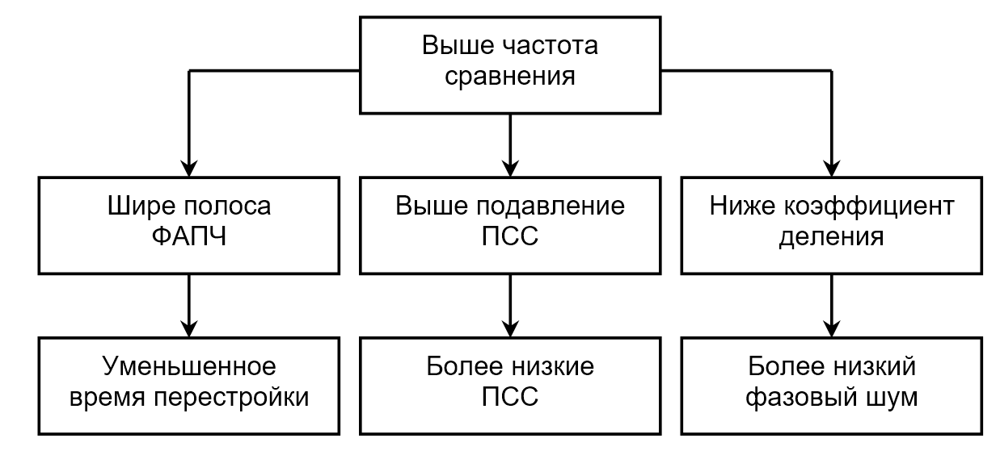 Выше частота
сравнения
Шире полоса
ФАПЧ
Выше подавление
ПСС
Ниже коэффициент
деления
Уменьшенное
время перестройки
Более низкие
ПСС
Более низкий
фазовый шум